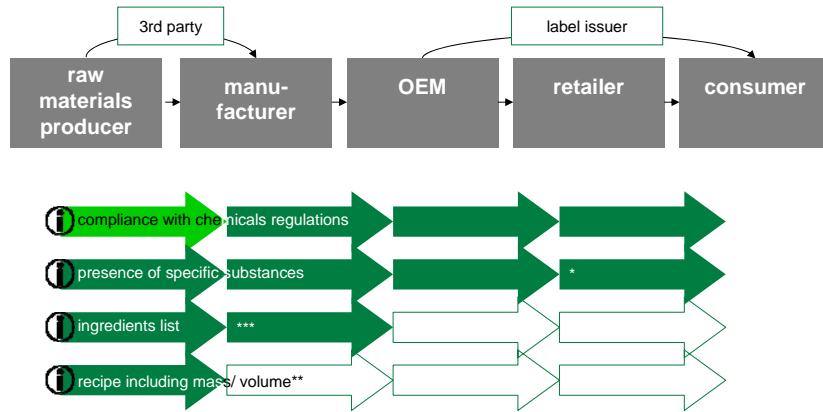 3rd party
label issuer
raw
materials
producer
manu-
facturer
OEM
retailer
consumer
i compliance with chemicals regulations
i presence of specific substances
*
i ingredients list
***
i recipe including mass/ volume**